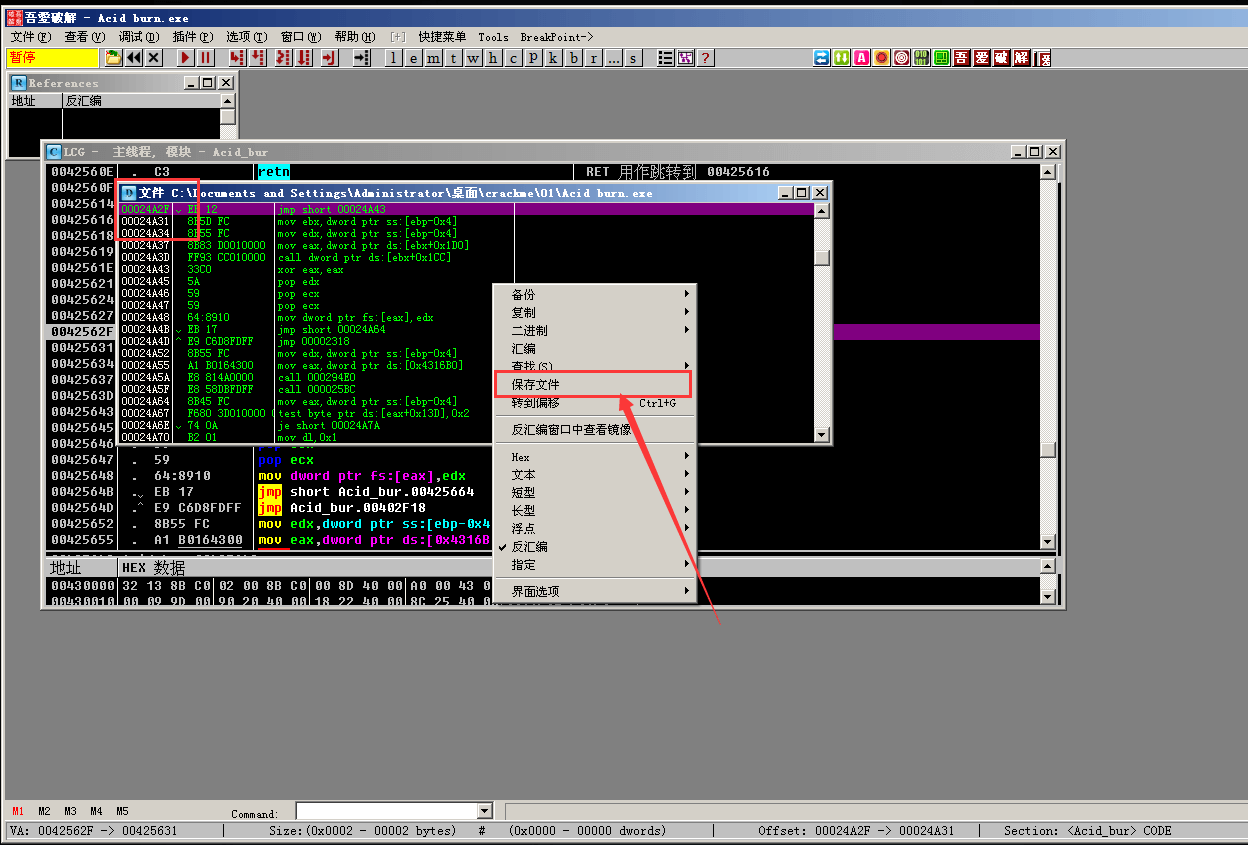 吾愛破解 - Acid burn.exe
文件(F) 查看(V) 调试(D) 插件(P) 选项(T) 窗口(W) 帮助(H) [+] 快捷菜单 Tools BreakPoint->
暂停 l e m t w h c P k b r ... s ? 吾 爱 破 解
R References
地址 反汇编
C LCG - 主线程, 模块 - Acid_bur
0042560E . C3 retn RET 用作跳转到 00425616
0042560F
00425614
00425616
00425618
00425619
0042561E
00425621
00425624
00425627
0042562F
00425631
00425634
00425637
0042563D
00425643
00425645
00425646
D 文件 C:\Documents and Settings\Administrator\桌面\crackme\01\Acid burn.exe
00024A2F EB 12 jmp short 00024A43
00024A31 8B5D FC mov ebx,dword ptr ss:[ebp-0x4]
00024A34 8B55 FC mov edx,dword ptr ss:[ebp-0x4]
00024A37 8B83 D0010000 mov eax,dword ptr ds:[ebx+0x1D0]
00024A3D FF93 CC010000 call dword ptr ds:[ebx+0x1CC]
00024A43 33C0 xor eax,eax
00024A45 5A pop edx
00024A46 59 pop ecx
00024A47 59 pop ecx
00024A48 64:8910 mov dword ptr fs:[eax],edx
00024A4B EB 17 jmp short 00024A64
00024A4D E9 C6D8FDFF jmp 00002318
00024A52 8B55 FC mov edx,dword ptr ss:[ebp-0x4]
00024A55 A1 B0164300 mov eax,dword ptr ds:[0x4316B0]
00024A5A E8 814A0000 call 000294E0
00024A5F E8 58DBFDFF call 000025BC
00024A64 8B45 FC mov eax,dword ptr ss:[ebp-0x4]
00024A67 F680 3D010000 test byte ptr ds:[eax+0x13D],0x2
00024A6E 74 0A je short 00024A7A
00024A70 B2 01 mov dl,0x1
备份
复制
二进制
汇编
查找(S)
保存文件
转到偏移 Ctrl+G
反汇编窗口中查看镜像
Hex
文本
短型
长型
浮点
反汇编
指定
界面选项
00425647 . 59 pop ecx
00425648 . 64:8910 mov dword ptr fs:[eax],edx
0042564B . EB 17 jmp short Acid_bur.00425664
0042564D . E9 C6D8FDFF jmp Acid_bur.00402F18
00425652 . 8B55 FC mov edx,dword ptr ss:[ebp-0x4
00425655 . A1 B0164300 mov eax,dword ptr ds:[0x4316B
地址 HEX 数据
00430000 32 13 8B C0 02 00 8B C0 00 8D 40 00 A0 00 43 0
00430010 00 09 9D 00 90 20 40 00 18 22 40 00 8C 25 40 0
M1 M2 M3 M4 M5 Command:
VA: 0042562F -> 00425631 Size:(0x0002 - 00002 bytes) # (0x0000 - 00000 dwords) Offset: 00024A2F -> 00024A31 Section: <Acid_bur> CODE